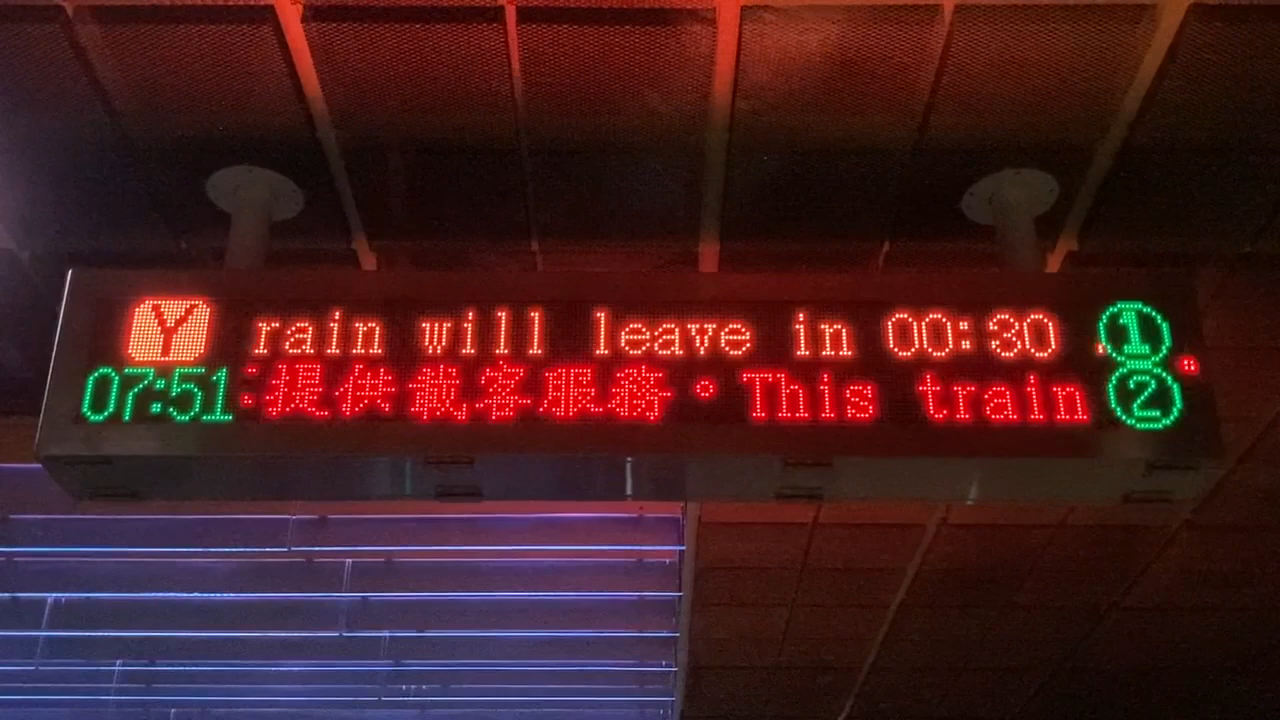 Y rain will leave in 00:30 1
07:51 提供載客服務。This train 2